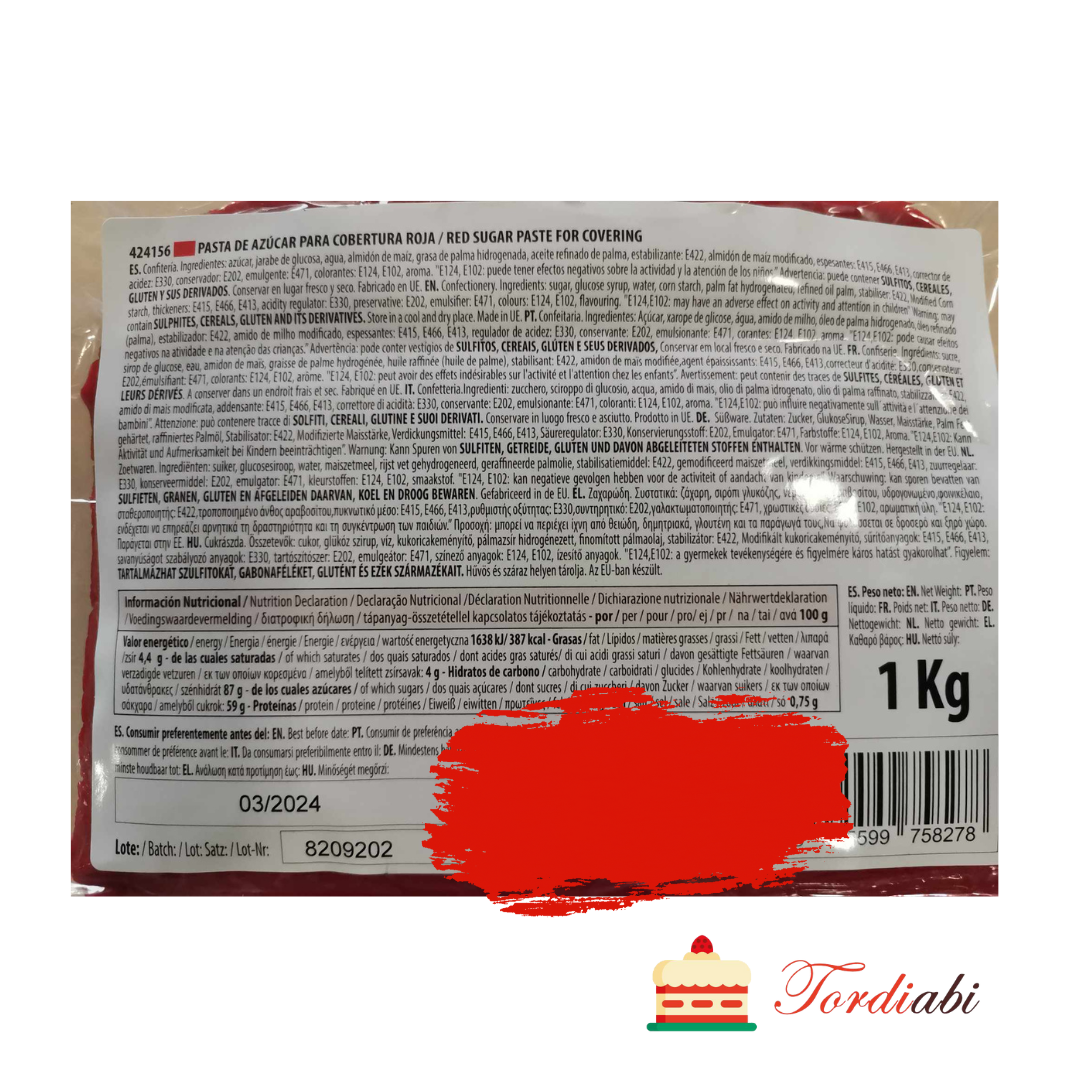 424156 PASTA DE AZÚCAR PARA COBERTURA ROJA / RED SUGAR PASTE FOR COVERING
ES. Confitería. Ingredientes: azúcar, jarabe de glucosa, agua, almidón de maíz, grasa de palma hidrogenada, aceite refinado de palma, estabilizante: E422, almidón de maíz modificado, espesantes: E415, E466, E413, corrector de
acidez: E330, conservador: E202, emulgente: E471, colorantes: E124, E102, aroma. "E124, E102: puede tener efectos negativos sobre la actividad y la atención de los niños" Advertencia: puede contener SULFITOS, CEREALES,
GLUTEN Y SUS DERIVADOS. Conservar en lugar fresco y seco. Fabricado en UE. EN. Confectionery. Ingredients: sugar, glucose syrup, water, corn starch, palm fat hydrogenated, refined oil palm, stabiliser: E422, Modified Corn
starch, thickeners: E415, E466, E413, acidity regulator: E330, preservative: E202, emulsifier: E471, colours: E124, E102, flavouring. "E124,E102: may have an adverse effect on activity and attention in children" Warning: may
contain SULPHITES, CEREALS, GLUTEN AND ITS DERIVATIVES. Store in a cool and dry place. Made in UE. PT. Confeitaria. Ingredientes: Açúcar, xarope de glicose, água, amido de milho, óleo de palma hidrogenado, óleo refinado
(palma), estabilizador: E422, amido de milho modificado, espessantes: E415, E466, E413, regulador de acidez: E330, conservante: E202, emulsionante: E471, corantes: E124, E102, aroma. "E124, E102: pode causar efeitos
negativos na atividade e na atenção das crianças." Advertência: pode conter vestígios de SULFITOS, CEREAIS, GLÚTEN E SEUS DERIVADOS, Conservar em local fresco e seco. Fabricado na UE. FR. Confiserie. Ingrédients: sucre,
sirop de glucose, eau, amidon de mais, graisse de palme hydrogénée, huile raffinée (huile de palme), stabilisant: E422, amidon de mais modifiée,agent épaississants: E415, E466, E413,correcteur d'acidité: E330,conservateur:
E202,émulsifiant: E471, colorants: E124, E102, arôme. "E124, E102: peut avoir des effets indésirables sur l'activité et l'attention chez les enfants" Avertissement: peut contenir des traces de SULFITES, CÉRÉALES, GLUTEN ET
LEURS DÉRIVÉS. A conserver dans un endroit frais et sec. Fabriqué en UE. IT. Confetteria.Ingredienti: zucchero, sciroppo di glucosio, acqua, amido di mais, olio di palma idrogenato, olio di palma raffinato, stabilizza E422,
amido di mais modificata, addensante: E415, E466, E413, correttore di acidità: E330, conservante: E202, emulsionante: E471, coloranti: E124, E102, aroma. "E124,E102: può influire negativamente sull' attività e l' attenzione dei
bambini". Attenzione: può contenere tracce di SOLFITI, CEREALI, GLUTINE E SUOI DERIVATI. Conservare in luogo fresco e asciutto. Prodotto in UE. DE. Süßware. Zutaten: Zucker, GlukoseSirup, Wasser, Maisstärke, Palm
gehärtet, raffiniertes Palmöl, Stabilisator: E422, Modifizierte Maisstärke, Verdickungsmittel: E415, E466, E413, Säureregulator: E330, Konservierungsstoff: E202, Emulgator: E471, Farbstoffe: E124, E102, Aroma. "E124,E102: Kann
Aktivität und Aufmerksamkeit bei Kindern beeinträchtigen". Warnung: Kann Spuren von SULFITEN, GETREIDE, GLUTEN UND DAVON ABGELEITETEN STOFFEN ENTHALTEN. Vor wärme schützen. Hergestellt in der EU. NL.
Zoetwaren. Ingrediënten: suiker, glucosesiroop, water, maizetmeel, rijst vet gehydrogeneerd, geraffineerde palmolie, stabilisatiemiddel: E422, gemodificeerd maiszetmeel, verdikkingsmiddel: E415, E466, E413, zuurregelaar:
E330, konserveermiddel: E202, emulgator: E471, kleurstoffen: E124, E102, smaakstof. "E124, E102: kan negatieve gevolgen hebben voor de activiteit of aandacht van kinderen" Waarschuwing: kan sporen bevatten van
SULFIETEN, GRANEN, GLUTEN EN AFGELEIDEN DAARVAN, KOEL EN DROOG BEWAREN. Gefabriceerd in de EU. ÉL. Ζαχαρώδη. Συστατικά: ζάχαρη, σιρόπι γλυκόζης, υδρογονωμένο,φοινικέλαιο,
σταθεροποιητής: E422,τροποποιημένο άνθος αραβοσίτου,πυκνωτικό μέσο: E415, E466, E413,ρυθμιστής οξύτητας: E330,συντηρητικό: E202,γαλακτωματοποιητής: E471, χρωστικές E102, αρωματική ύλη. "E124, E102:
ενδέχεται να επηρεάζει αρνητικά τη δραστηριότητα και τη συγκέντρωση των παιδιών." Προσοχή: μπορεί να περιέχει ίχνη από θειώδη, δημητριακά, γλουτένη και τα παράγωγά τους,Να σε δροσερό και ξηρό χώρο.
Παράγεται στην ΕΕ. HU. Cukrászda. Összetevők: cukor, glükóz szirup, víz, kukoricakeményítő, pálmazsír hidrogénezett, finomított pálmaolaj, stabilizátor: E422, Modifikált kukoricakeményítő, sűrítőanyagok: E415, E466, E413,
savanyúságot szabályozó anyagok: E330, tartószítószer: E202, emulgeátor: E471, színező anyagok: E124, E102, ízesítő anyagok. "E124,E102: a gyermekek tevékenységére és figyelmére káros hatást gyakorolhat". Figyelem:
TARTALMÁZHAT SZULFITOKAT, GABONAFÉLÉKET, GLUTÉNT ÉS EZEK SZÁRMAZÉKAIT. Hűvös és száraz helyen tárolja. Az EU-ban készült.
Información Nutricional / Nutrition Declaration / Declaração Nutricional /Déclaration Nutritionnelle / Dichiarazione nutrizionale / Nährwertdeklaration
/Voedingswaardevermelding / διατροφική δήλωση / tápanyag-összetétellel kapcsolatos tájékoztatás - por / per / pour / pro/ ej / pr / na / tai / ανά 100 g
Valor energético / energy / Energia / énergie / Energie / ενέργεια / wartość energetyczna 1638 kJ/ 387 kcal - Grasas / fat / Lípidos / matières grasses / grassi / Fett / vetten / λιπαρά
/zsír 4,4 g - de las cuales saturadas / of which saturates / dos quais saturados / dont acides gras saturés/ di cui acidi grassi saturi / davon gesättigte Fettsäuren / waarvan
verzadigde vetzuren / εκ των οποίων κορεσμένα / amelyből telített zsírsavak: 4 g - Hidratos de carbono / carbohydrate / carboidrati / glucides / Kohlenhydrate / koolhydraten /
υδατάνθρακες / szénhidrát 87 g - de los cuales azúcares / of which sugars / dos quais açúcares / dont sucres / di cui zuccheri / davon Zucker / waarvan suikers / εκ των οποίων
σάκχαρα / amelyből cukrok: 59 g - Proteínas / protein / proteine / protéines / Eiweiß / eiwitten / sale / Salz / só 0,75 g
ES. Peso neto: EN. Net Weight: PT. Peso
líquido: FR. Poids net: IT. Peso netto: DE.
Nettogewicht: NL. Netto gewicht: EL.
Καθαρό βάρος: HU. Nettó súly:
1 Kg
ES. Consumir preferentemente antes del: EN. Best before date: PT. Consumir de preferência
consommer de préférence avant le: IT. Da consumarsi preferibilmente entro il: DE. Mindestens
minste houdbaar tot: EL. Ανάλωση κατά προτίμηση έως: HU. Minőségét megőrzi:
03/2024
Lote: / Batch: / Lot: Satz: / Lot-Nr: 8209202
599 758278
Tordiabi